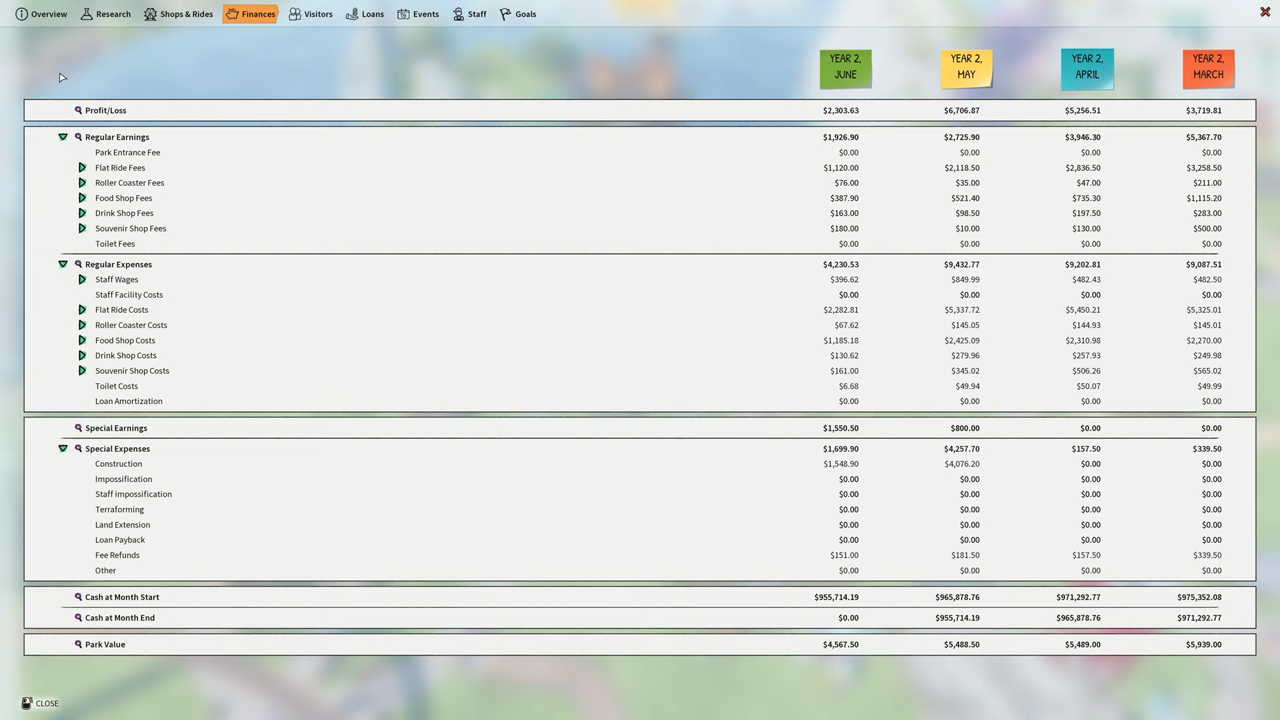 Overview Research Shops & Rides Finances Visitors Loans Events Staff Goals
YEAR 2, JUNE YEAR 2, MAY YEAR 2, APRIL YEAR 2, MARCH
Profit/Loss $2,303.63 $6,706.87 $5,256.51 $3,719.81
Regular Earnings $1,926.90 $2,725.90 $3,946.30 $5,367.70
Park Entrance Fee $0.00 $0.00 $0.00 $0.00
Flat Ride Fees $1,120.00 $2,118.50 $2,836.50 $3,258.50
Roller Coaster Fees $76.00 $35.00 $47.00 $211.00
Food Shop Fees $387.90 $521.40 $735.30 $1,115.20
Drink Shop Fees $163.00 $98.50 $197.50 $283.00
Souvenir Shop Fees $180.00 $10.00 $130.00 $500.00
Toilet Fees $0.00 $0.00 $0.00 $0.00
Regular Expenses $4,230.53 $9,432.77 $9,202.81 $9,087.51
Staff Wages $396.62 $849.99 $482.43 $482.50
Staff Facility Costs $0.00 $0.00 $0.00 $0.00
Flat Ride Costs $2,282.81 $5,337.72 $5,450.21 $5,325.01
Roller Coaster Costs $67.62 $145.05 $144.93 $145.01
Food Shop Costs $1,185.18 $2,425.09 $2,310.98 $2,270.00
Drink Shop Costs $130.62 $279.96 $257.93 $249.98
Souvenir Shop Costs $161.00 $345.02 $506.26 $565.02
Toilet Costs $6.68 $49.94 $50.07 $49.99
Loan Amortization $0.00 $0.00 $0.00 $0.00
Special Earnings $1,550.50 $800.00 $0.00 $0.00
Special Expenses $1,699.90 $4,257.70 $157.50 $339.50
Construction $1,548.90 $4,076.20 $0.00 $0.00
Impossification $0.00 $0.00 $0.00 $0.00
Staff impossification $0.00 $0.00 $0.00 $0.00
Terraforming $0.00 $0.00 $0.00 $0.00
Land Extension $0.00 $0.00 $0.00 $0.00
Loan Payback $0.00 $0.00 $0.00 $0.00
Fee Refunds $151.00 $181.50 $157.50 $339.50
Other $0.00 $0.00 $0.00 $0.00
Cash at Month Start $955,714.19 $965,878.76 $971,292.77 $975,352.08
Cash at Month End $0.00 $955,714.19 $965,878.76 $971,292.77
Park Value $4,567.50 $5,488.50 $5,489.00 $5,939.00
CLOSE